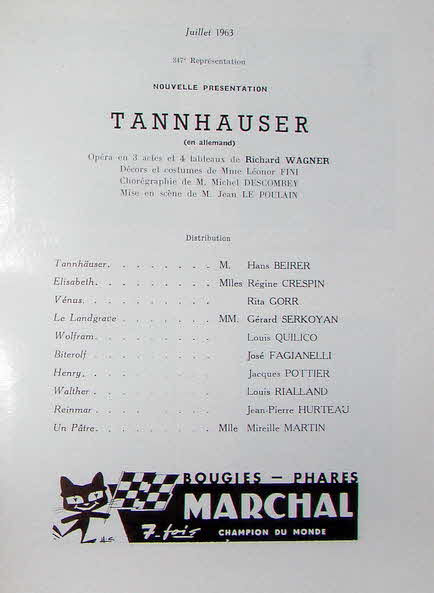 Juillet 1963
347e Représentation
NOUVELLE PRESENTATION
TANNHAUSER
(en allemand)
Opéra en 3 actes et 4 tableaux de Richard WAGNER
Décors et costumes de Mme Léonor FINI
Chorégraphie de M. Michel DESCOMBEY
Mise en scène de M. Jean LE POULAIN
Distribution
Tannhäuser. . . . . . . . M. Hans BEIRER
Elisabeth. . . . . . . . Mlles Régine CRESPIN
Vénus. . . . . . . . . Rita GORR
Le Landgrave . . . . . . . MM. Gérard SERKOYAN
Wolfram. . . . . . . . Louis QUILICO
Biterolf . . . . . . . . José FAGIANELLI
Henry. . . . . . . . . Jacques POTTIER
Walther . . . . . . . . Louis RIALLAND
Reinmar . . . . . . . . Jean-Pierre HURTEAU
Un Pâtre. . . . . . . . Mlle Mireille MARTIN
BOUGIES — PHARES
MARCHAL
7 fois CHAMPION DU MONDE